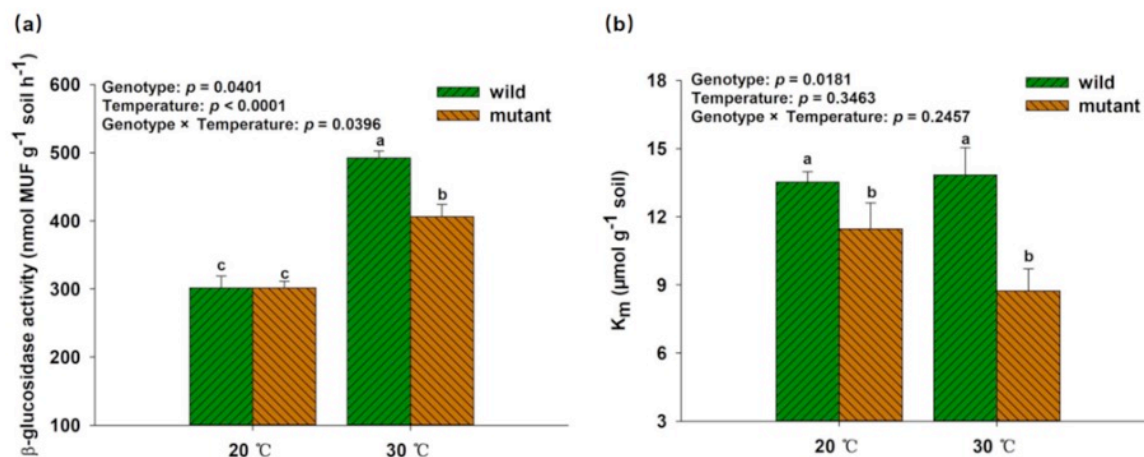 (a)
β-glucosidase activity (nmol MUF g⁻¹ soil h⁻¹)
600
500
400
300
200
100
Genotype: p = 0.0401
Temperature: p < 0.0001
Genotype × Temperature: p = 0.0396
wild
mutant
a
b
c
c
20 ℃
30 ℃
(b)
Km (µmol g⁻¹ soil)
18
15
12
9
6
3
Genotype: p = 0.0181
Temperature: p = 0.3463
Genotype × Temperature: p = 0.2457
wild
mutant
a
b
a
b
20 ℃
30 ℃